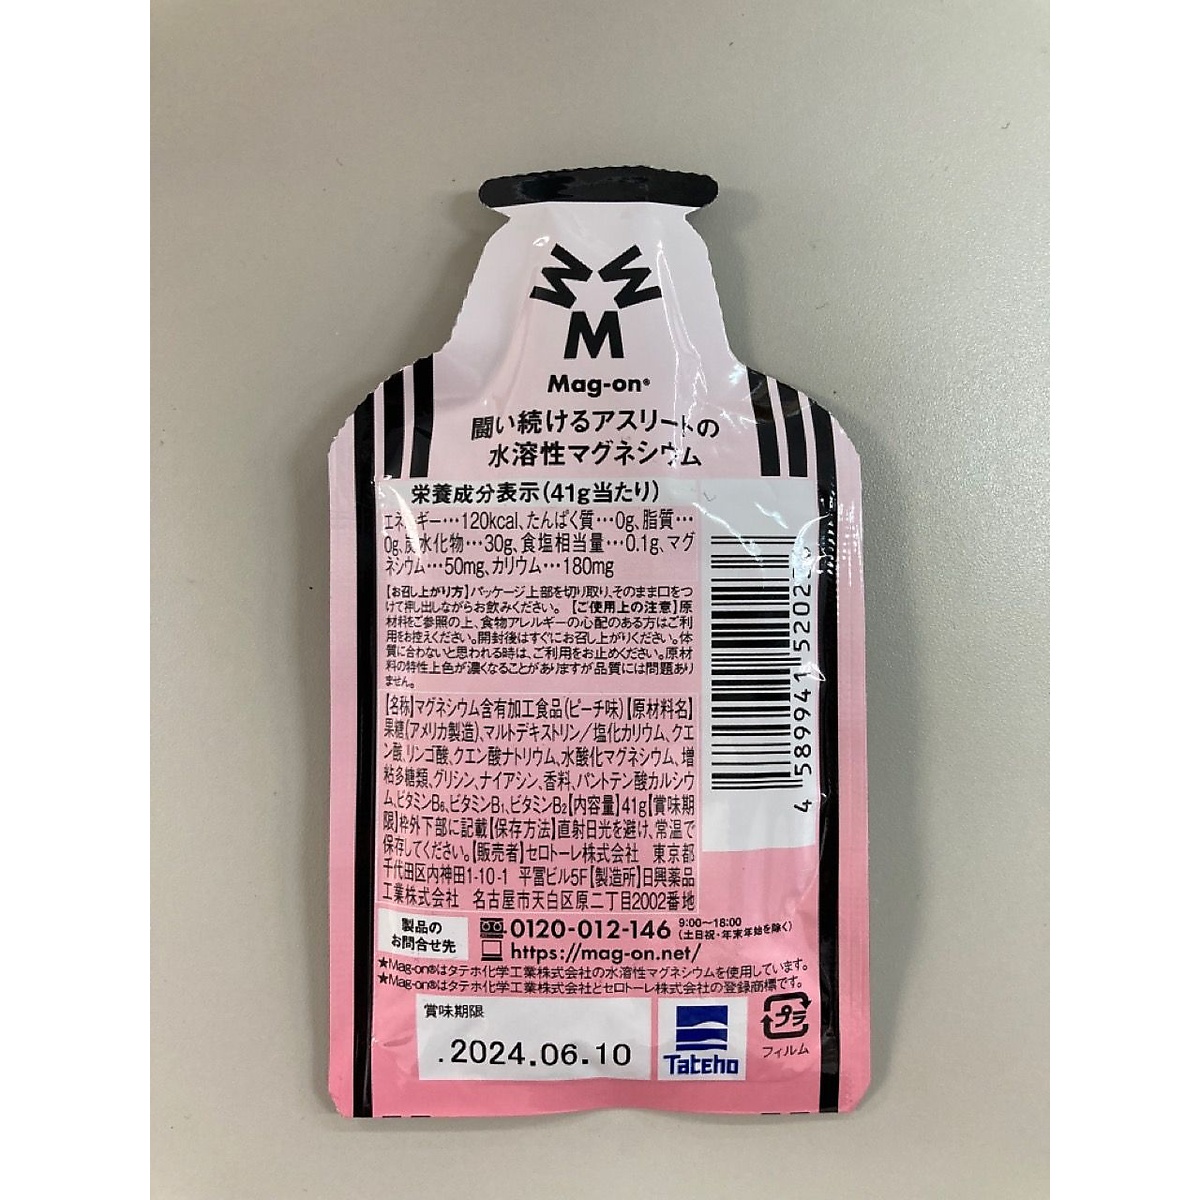 M
Mag-on®
闘い続けるアスリートの
水溶性マグネシウム
栄養成分表示(41g当たり)
エネルギー…120kcal、たんぱく質…0g、脂質…
0g、炭水化物…30g、食塩相当量…0.1g、マグ
ネシウム…50mg、カリウム…180mg
【お召し上がり方】パッケージ上部を切り取り、そのまま口をつ
けて押し出しながらお飲みください。【ご使用上の注意】原
材料をご参照の上、食物アレルギーの心配のある方はご利
用をお控えください。開封後はすぐにお召し上がりください。体
質に合わないと思われる時は、ご利用をお止めください。原材
料の特性上色が濃くなることがありますが品質には問題あり
ません。
【名称】マグネシウム含有加工食品(ピーチ味)【原材料名】
果糖(アメリカ製造)、マルトデキストリン/塩化カリウム、クエ
ン酸、リンゴ酸、クエン酸ナトリウム、水酸化マグネシウム、増
粘多糖類、グリシン、ナイアシン、香料、パントテン酸カルシウ
ム、ビタミンB6、ビタミンB1、ビタミンB2【内容量】41g【賞味期
限】枠外下部に記載【保存方法】直射日光を避け、常温で
保存してください。【販売者】セロトーレ株式会社 東京都
千代田区内神田1-10-1 平冨ビル5F【製造所】日興薬品
工業株式会社 名古屋市天白区原二丁目2002番地
製品の
お問合せ先
0120-012-146 9:00〜18:00
(土日祝・年末年始を除く)
https://mag-on.net/
★Mag-on®はタテホ化学工業株式会社の水溶性マグネシウムを使用しています。
★Mag-on®はタテホ化学工業株式会社とセロトーレ株式会社の登録商標です。
賞味期限
.2024.06.10
Tateho
プラ
フィルム